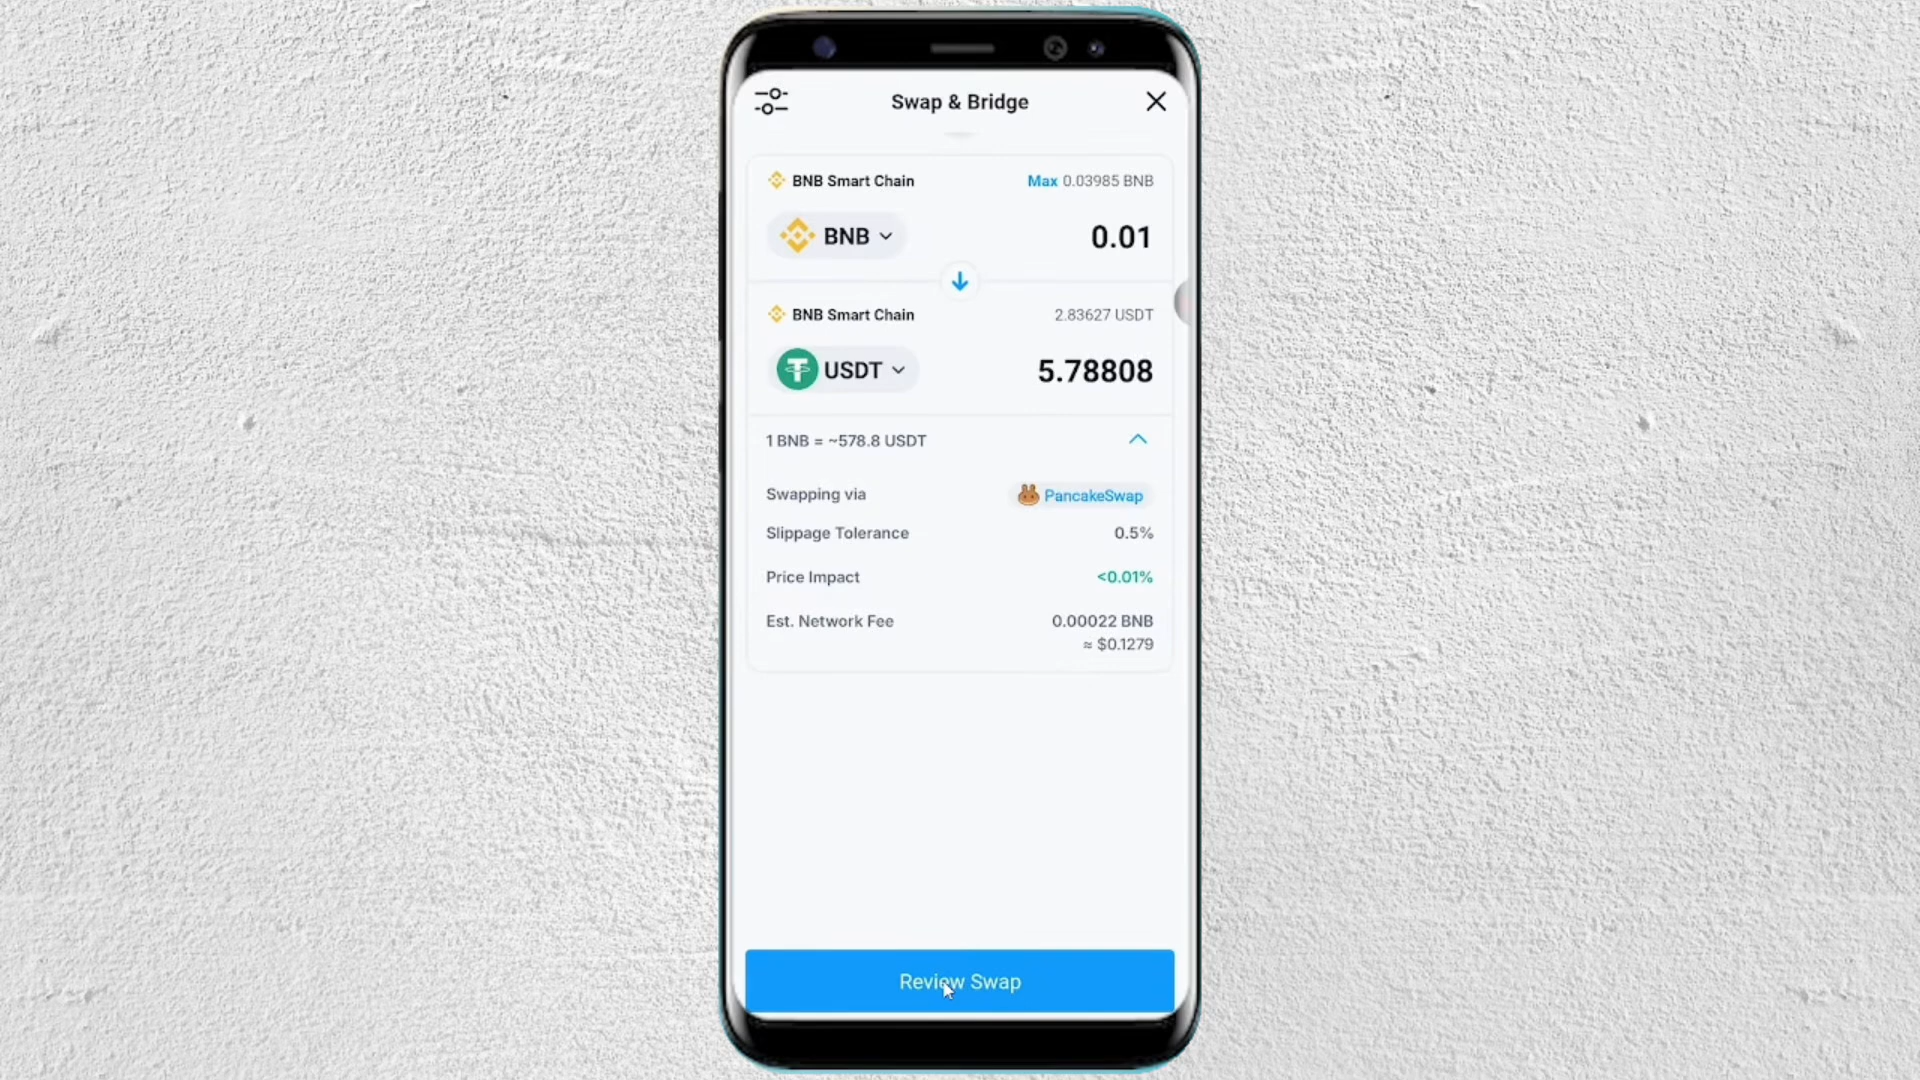 Swap & Bridge
BNB Smart Chain
Max 0.03985 BNB
BNB
0.01
BNB Smart Chain
2.83627 USDT
USDT
5.78808
1 BNB = ~578.8 USDT
Swapping via
PancakeSwap
Slippage Tolerance
0.5%
Price Impact
<0.01%
Est. Network Fee
0.00022 BNB
≈ $0.1279
Review Swap